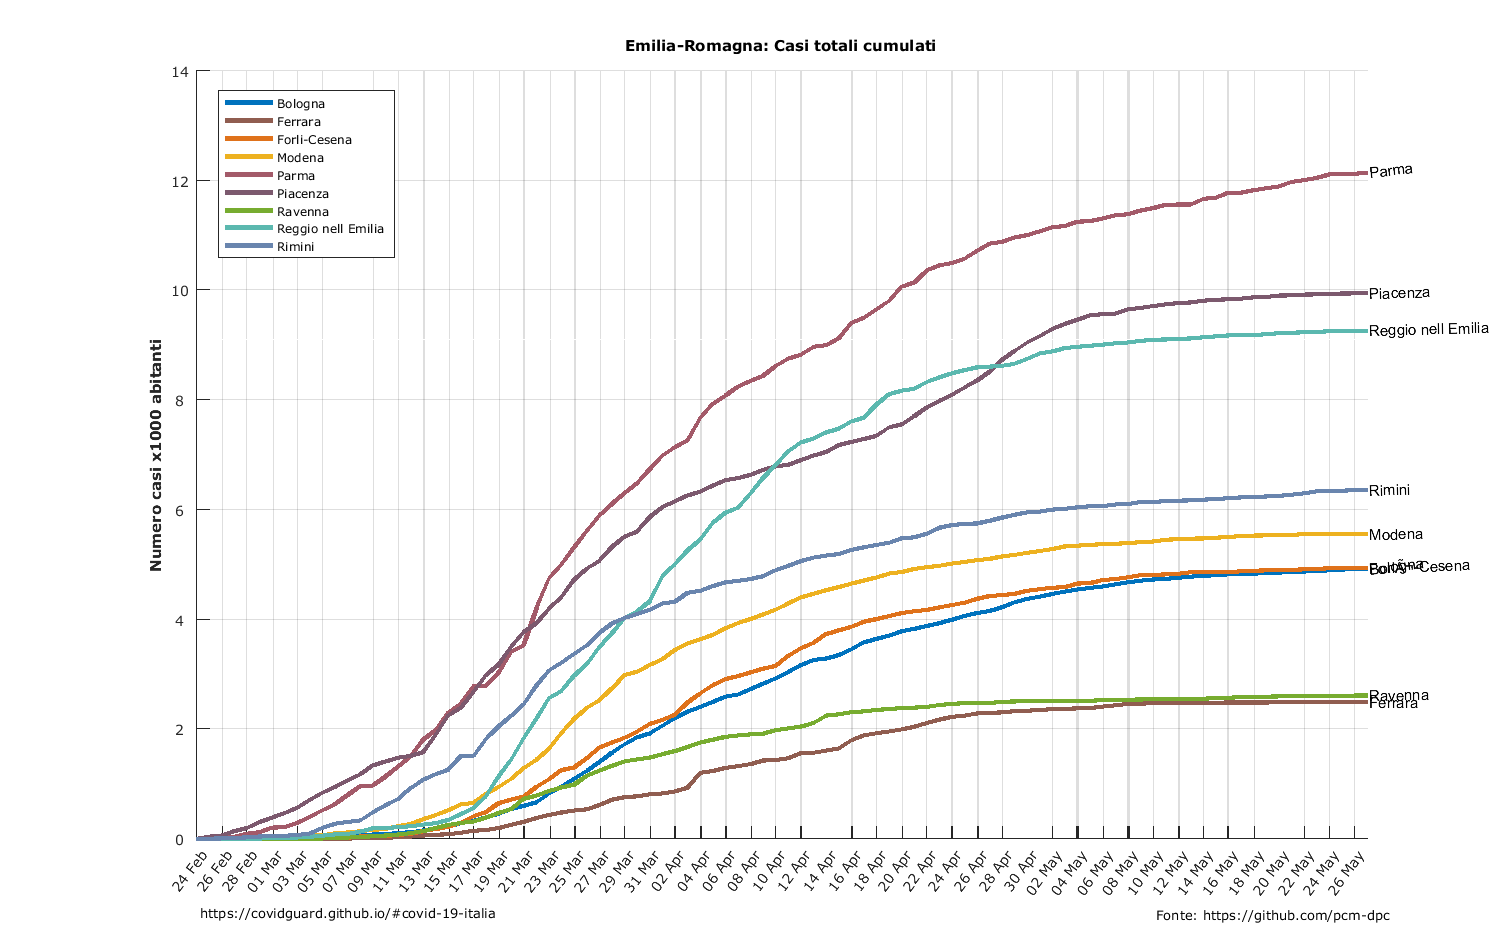 Emilia-Romagna: Casi totali cumulati
14
12
10
8
6
4
2
0
Numero casi x1000 abitanti
Bologna
Ferrara
Forli-Cesena
Modena
Parma
Piacenza
Ravenna
Reggio nell Emilia
Rimini
Parma
Piacenza
Reggio nell Emilia
Rimini
Modena
Ravenna
Ferrara
24 Feb
26 Feb
28 Feb
01 Mar
03 Mar
05 Mar
07 Mar
09 Mar
11 Mar
13 Mar
15 Mar
17 Mar
19 Mar
21 Mar
23 Mar
25 Mar
27 Mar
29 Mar
31 Mar
02 Apr
04 Apr
06 Apr
08 Apr
10 Apr
12 Apr
14 Apr
16 Apr
18 Apr
20 Apr
22 Apr
24 Apr
26 Apr
28 Apr
30 Apr
02 May
04 May
06 May
08 May
10 May
12 May
14 May
16 May
18 May
20 May
22 May
24 May
26 May
https://covidguard.github.io/#covid-19-italia
Fonte: https://github.com/pcm-dpc